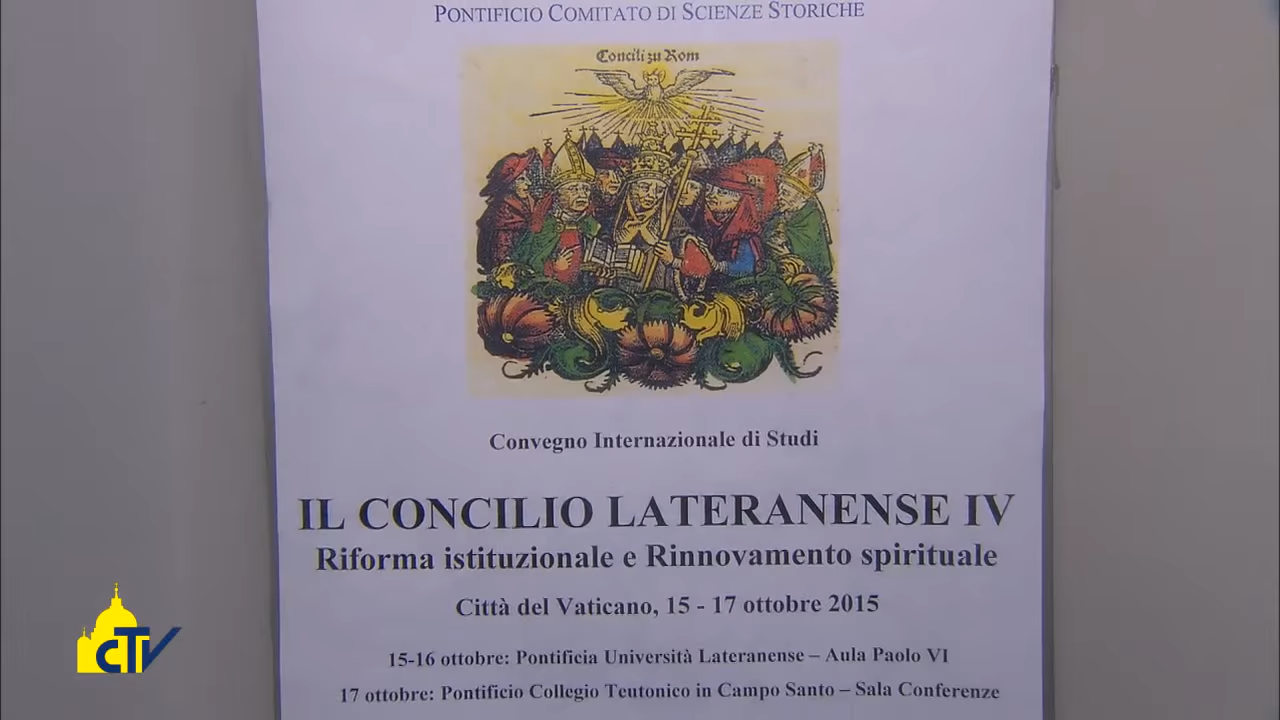 PONTIFICIO COMITATO DI SCIENZE STORICHE
Concili zu Rom
Convegno Internazionale di Studi
IL CONCILIO LATERANENSE IV
Riforma istituzionale e Rinnovamento spirituale
Città del Vaticano, 15 - 17 ottobre 2015
15-16 ottobre: Pontificia Università Lateranense – Aula Paolo VI
17 ottobre: Pontificio Collegio Teutonico in Campo Santo – Sala Conferenze
CTV